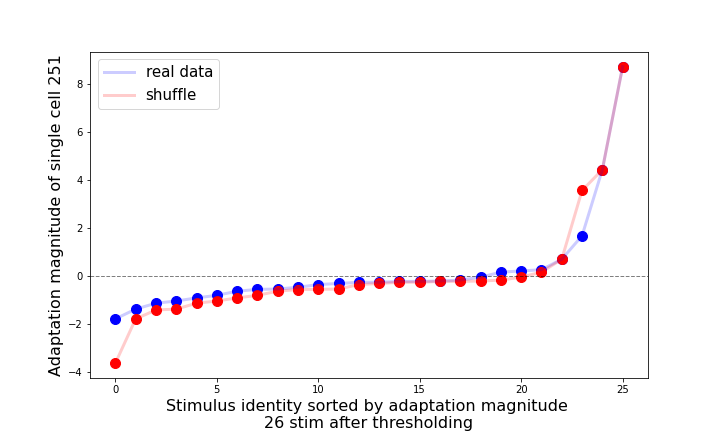 real data
shuffle
Adaptation magnitude of single cell 251
8
6
4
2
0
−2
−4
0 5 10 15 20 25
Stimulus identity sorted by adaptation magnitude
26 stim after thresholding